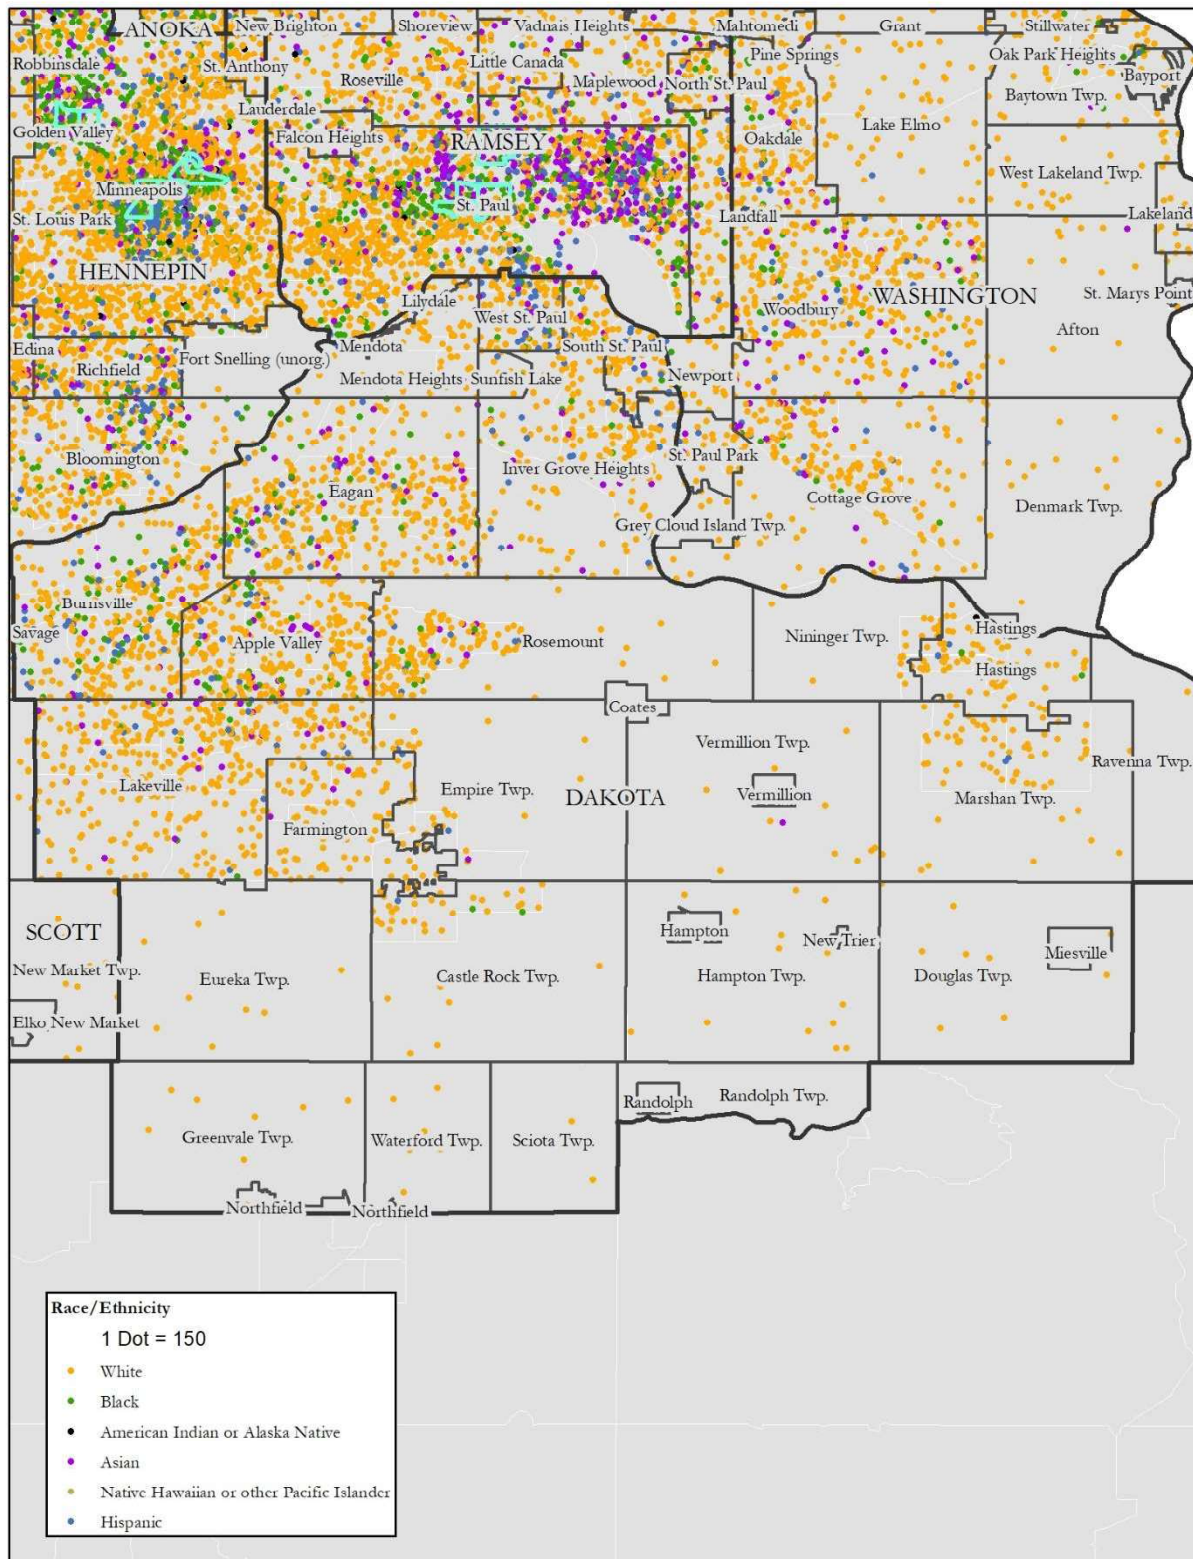 ANOKA
New Brighton
Shoreview
Vadnais Heights
Mahtomedi
Grant
Stillwater
Robbinsdale
St. Anthony
Roseville
Little Canada
Maplewood
North St. Paul
Pine Springs
Oak Park Heights
Bayport
Baytown Twp.
Lauderdale
Golden Valley
Falcon Heights
RAMSEY
Oakdale
Lake Elmo
West Lakeland Twp.
Minneapolis
St. Paul
St. Louis Park
Landfall
Lakeland
HENNEPIN
Lilydale
West St. Paul
Woodbury
WASHINGTON
St. Marys Point
Afton
Edina
Richfield
Fort Snelling (unorg.)
Mendota
South St. Paul
Mendota Heights
Sunfish Lake
Newport
Bloomington
Eagan
Inver Grove Heights
St. Paul Park
Cottage Grove
Denmark Twp.
Grey Cloud Island Twp.
Burnsville
Savage
Apple Valley
Rosemount
Nininger Twp.
Hastings
Hastings
Coates
Vermillion Twp.
Ravenna Twp.
Lakeville
Empire Twp.
DAKOTA
Vermillion
Marshan Twp.
Farmington
SCOTT
Hampton
New Trier
Miesville
New Market Twp.
Eureka Twp.
Castle Rock Twp.
Hampton Twp.
Douglas Twp.
Elko New Market
Randolph
Randolph Twp.
Greenvale Twp.
Waterford Twp.
Sciota Twp.
Northfield
Northfield
Race/Ethnicity
1 Dot = 150
White
Black
American Indian or Alaska Native
Asian
Native Hawaiian or other Pacific Islander
Hispanic